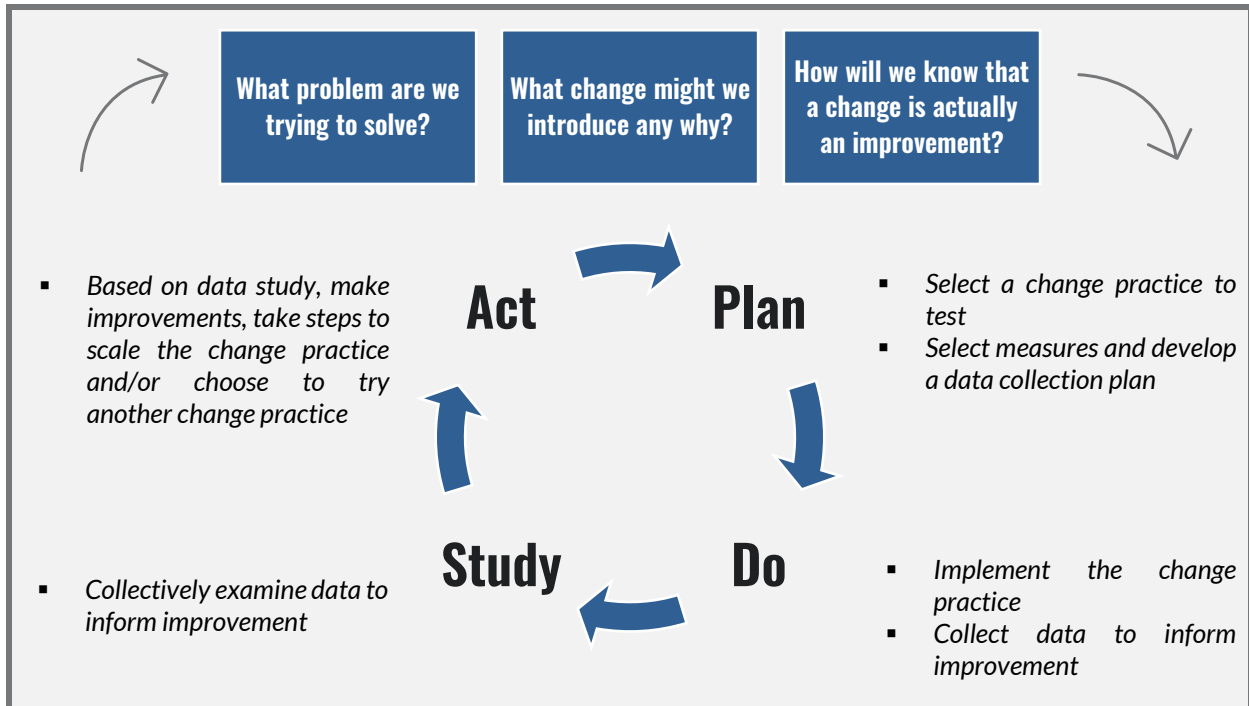 What problem are we
trying to solve?
What change might we
introduce any why?
How will we know that
a change is actually
an improvement?
Act
Plan
▪ Based on data study, make
improvements, take steps to
scale the change practice
and/or choose to try
another change practice
▪ Select a change practice to
test
▪ Select measures and develop
a data collection plan
Study
Do
▪ Collectively examine data to
inform improvement
▪ Implement the change
practice
▪ Collect data to inform
improvement